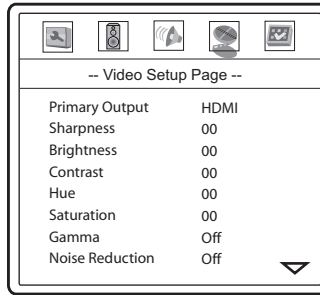 -- Video Setup Page --
Primary Output HDMI
Sharpness 00
Brightness 00
Contrast 00
Hue 00
Saturation 00
Gamma Off
Noise Reduction Off